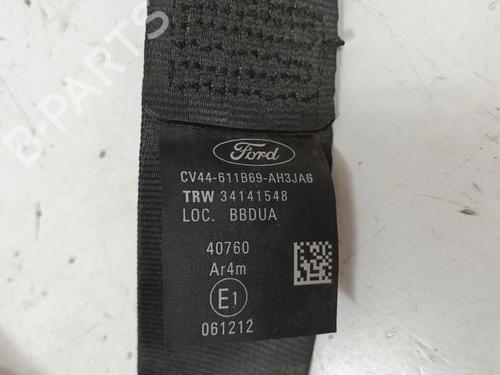 B-PARTS
Ford
CV44-611B69-AH3JA6
TRW 34141548
LOC. BBDUA
40760
Ar4m
E1
061212